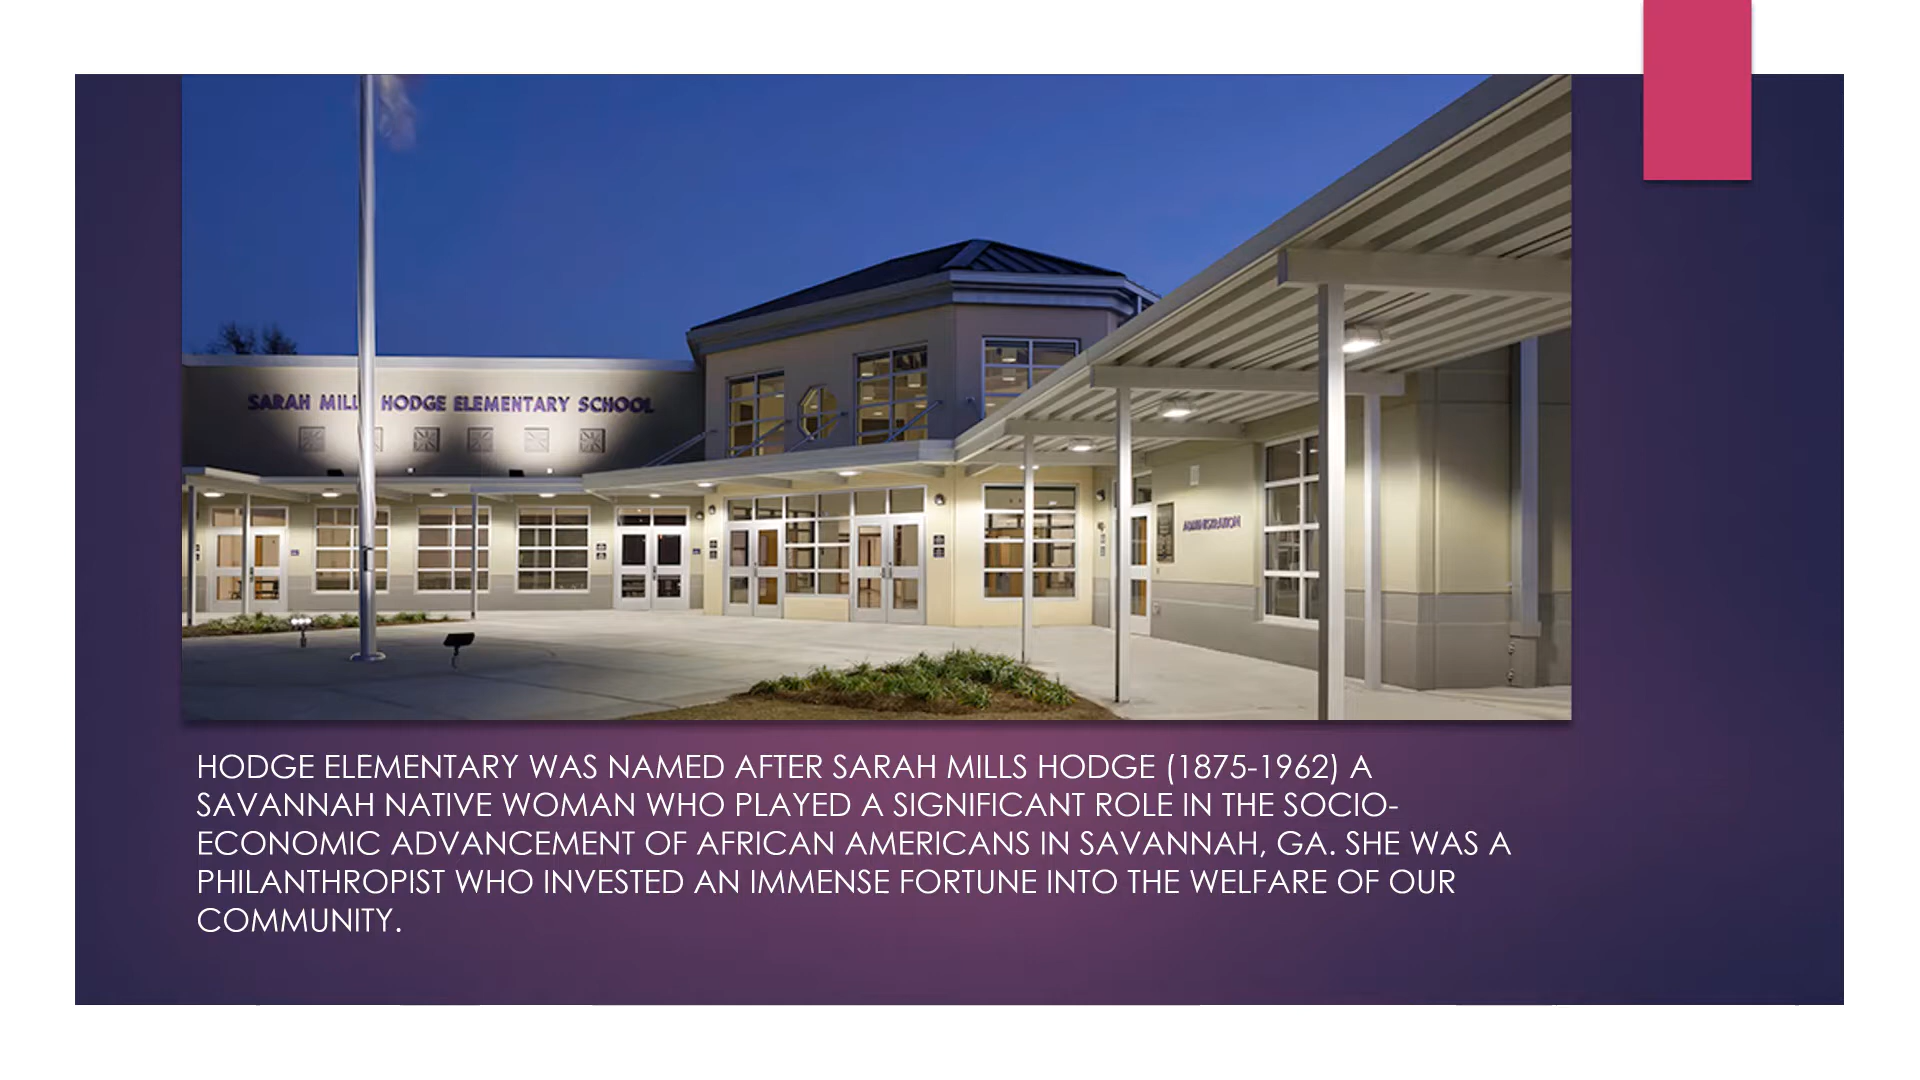 SARAH MILLS HODGE ELEMENTARY SCHOOL
ADMINISTRATION
HODGE ELEMENTARY WAS NAMED AFTER SARAH MILLS HODGE (1875-1962) A
SAVANNAH NATIVE WOMAN WHO PLAYED A SIGNIFICANT ROLE IN THE SOCIO-
ECONOMIC ADVANCEMENT OF AFRICAN AMERICANS IN SAVANNAH, GA. SHE WAS A
PHILANTHROPIST WHO INVESTED AN IMMENSE FORTUNE INTO THE WELFARE OF OUR
COMMUNITY.